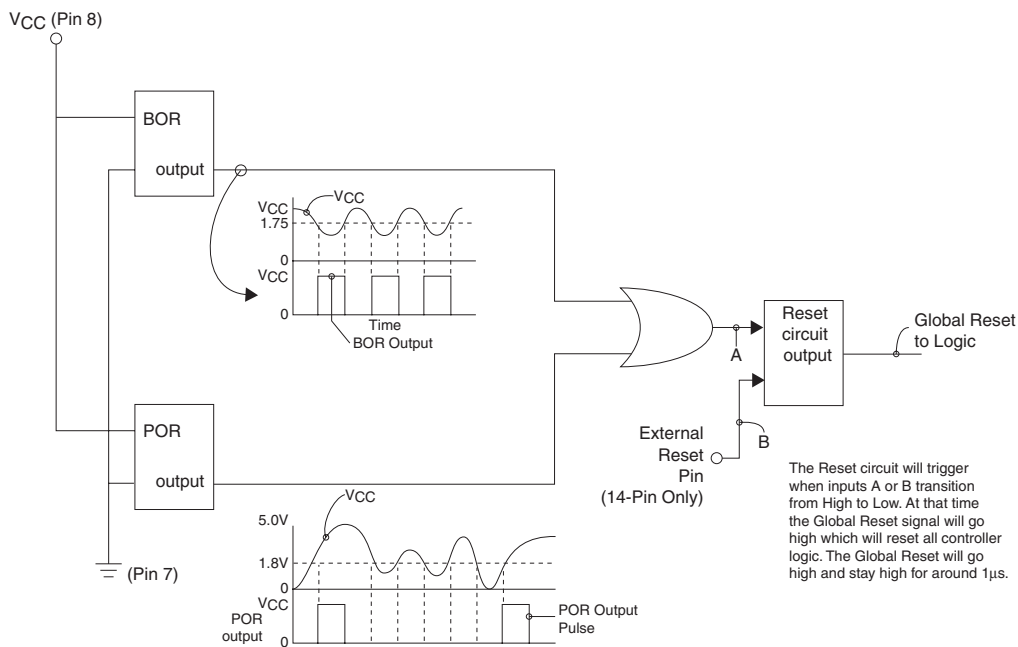 VCC (Pin 8)
BOR
output
VCC
VCC
1.75
0
VCC
0
Time
BOR Output
Reset
circuit
output
Global Reset
to Logic
A
B
External
Reset
Pin
(14-Pin Only)
POR
output
The Reset circuit will trigger
when inputs A or B transition
from High to Low. At that time
the Global Reset signal will go
high which will reset all controller
logic. The Global Reset will go
high and stay high for around 1μs.
(Pin 7)
VCC
5.0V
1.8V
0
VCC
POR
output
0
POR Output
Pulse